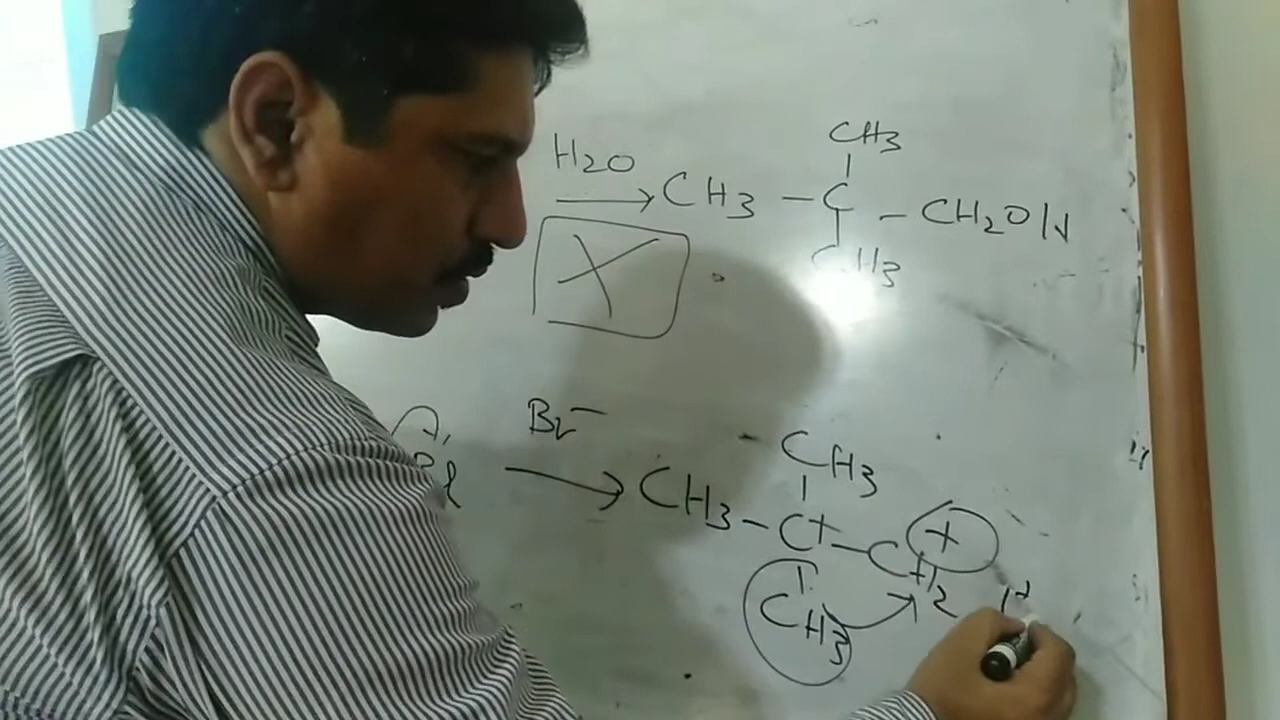 CH3
H2O
CH3 - C - CH2OH
CH3
X
Br-
CH3
CH3 - C+ - CH2 +
CH3